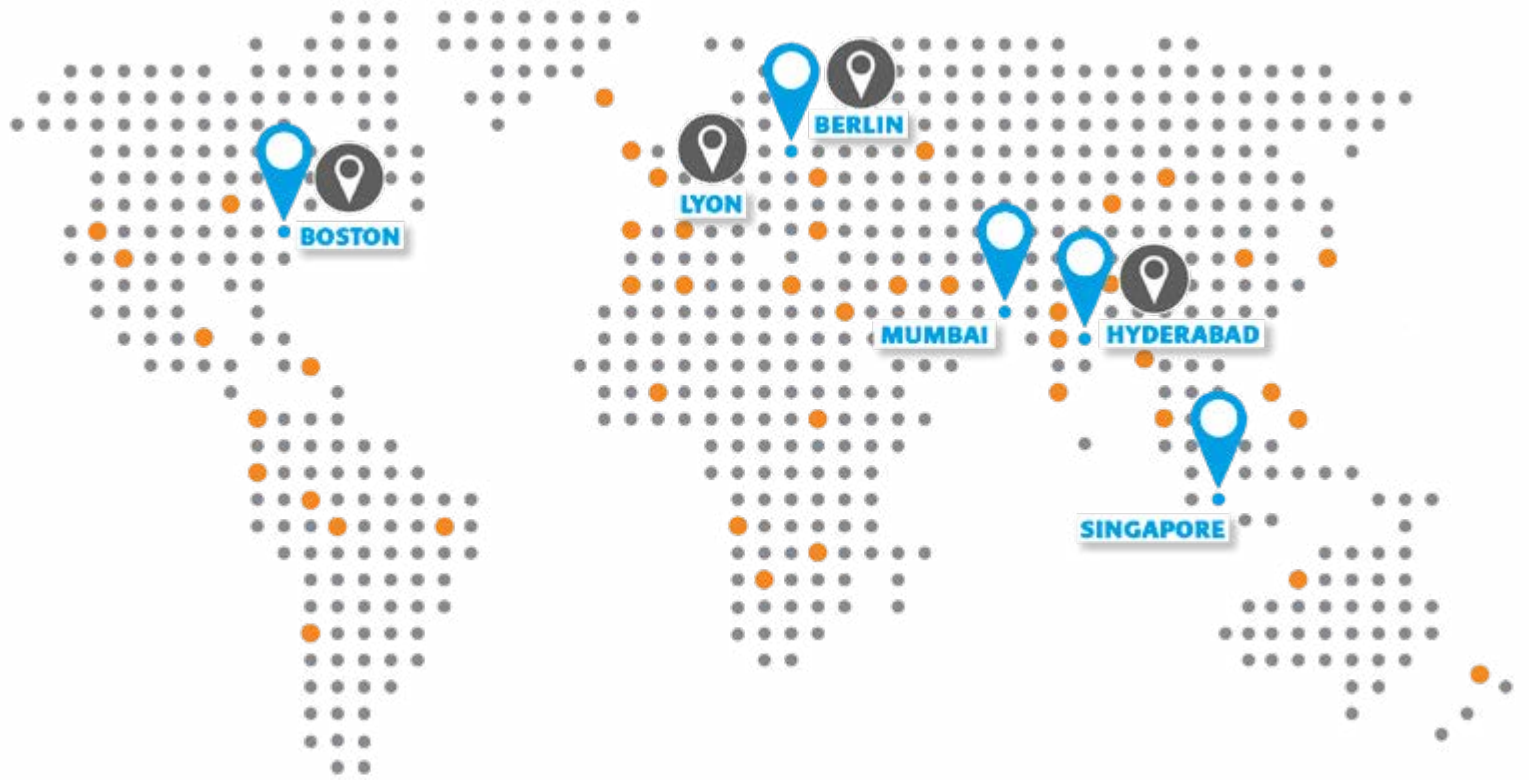 BERLIN
LYON
BOSTON
MUMBAI
HYDERABAD
SINGAPORE